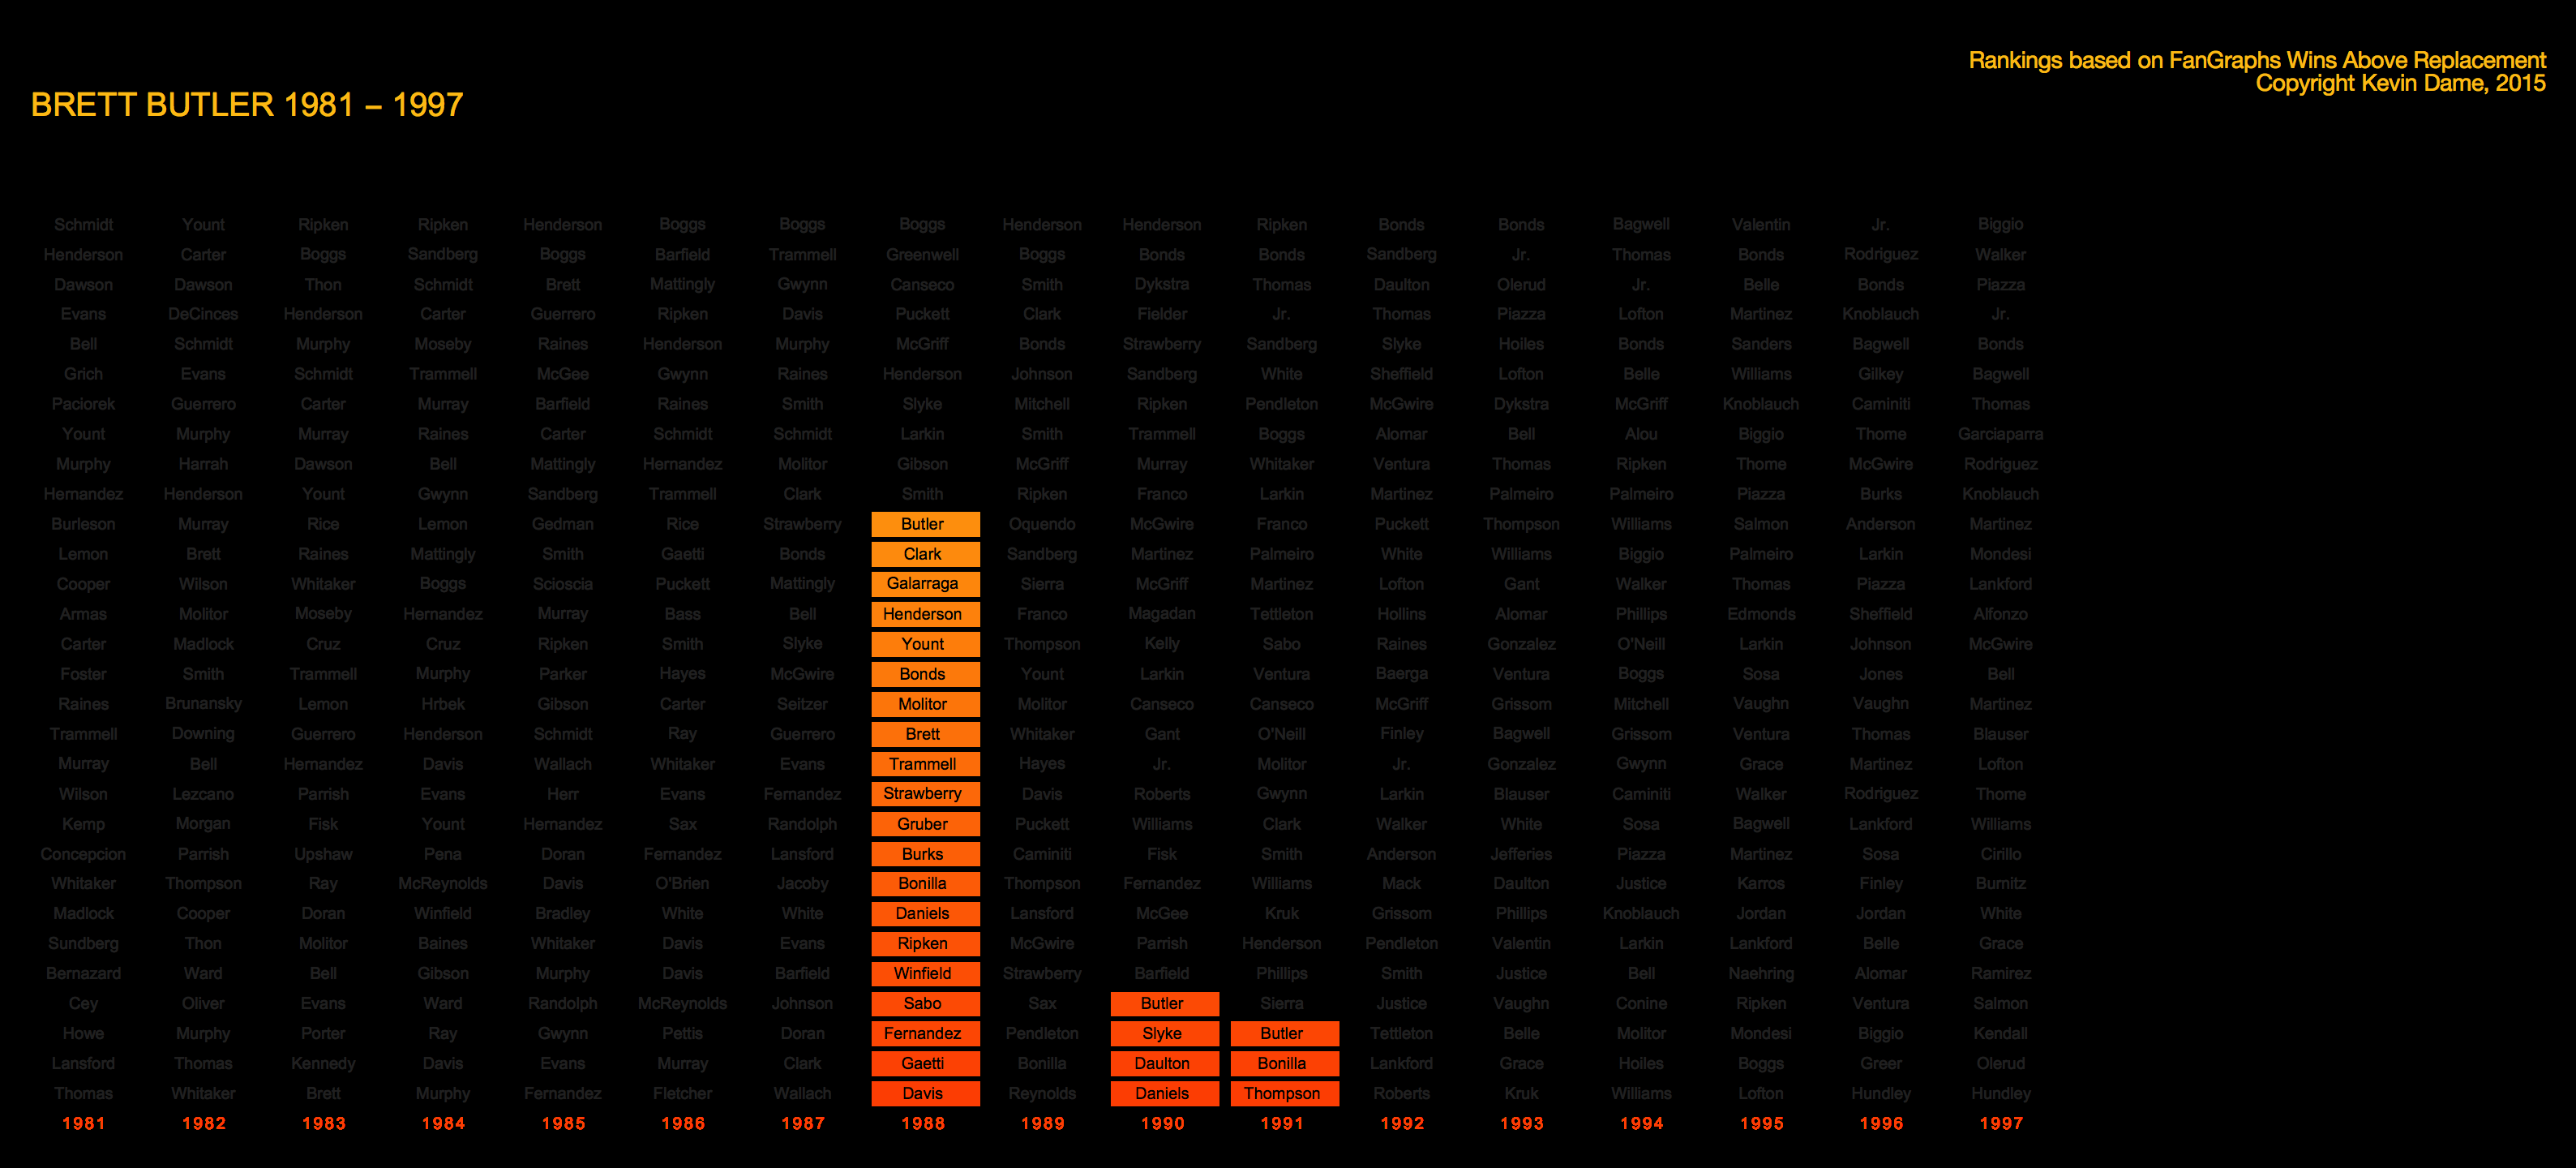 Rankings based on FanGraphs Wins Above Replacement
Copyright Kevin Dame, 2015
BRETT BUTLER 1981 – 1997
Schmidt Yount Ripken Ripken Henderson Boggs Boggs Boggs Henderson Henderson Ripken Bonds Bonds Bagwell Valentin Jr. Biggio
Henderson Carter Boggs Sandberg Boggs Barfield Trammell Greenwell Boggs Bonds Bonds Sandberg Jr. Thomas Bonds Rodriguez Walker
Dawson Dawson Thon Schmidt Brett Mattingly Gwynn Canseco Smith Dykstra Thomas Daulton Olerud Jr. Belle Bonds Piazza
Evans DeCinces Henderson Carter Guerrero Ripken Davis Puckett Clark Fielder Jr. Thomas Piazza Lofton Martinez Knoblauch Jr.
Bell Schmidt Murphy Moseby Raines Henderson Murphy McGriff Bonds Strawberry Sandberg Slyke Hoiles Bonds Sanders Bagwell Bonds
Grich Evans Schmidt Trammell McGee Gwynn Raines Henderson Johnson Sandberg White Sheffield Lofton Belle Williams Gilkey Bagwell
Paciorek Guerrero Carter Murray Barfield Raines Smith Slyke Mitchell Ripken Pendleton McGwire Dykstra McGriff Knoblauch Caminiti Thomas
Yount Murphy Murray Raines Carter Schmidt Schmidt Larkin Smith Trammell Boggs Alomar Bell Alou Biggio Thome Garciaparra
Murphy Harrah Dawson Bell Mattingly Hernandez Molitor Gibson McGriff Murray Whitaker Ventura Thomas Ripken Thome McGwire Rodriguez
Hernandez Henderson Yount Gwynn Sandberg Trammell Clark Smith Ripken Franco Larkin Martinez Palmeiro Palmeiro Piazza Burks Knoblauch
Burleson Murray Rice Lemon Gedman Rice Strawberry Butler Oquendo McGwire Franco Puckett Thompson Williams Salmon Anderson Martinez
Lemon Brett Raines Mattingly Smith Gaetti Bonds Clark Sandberg Martinez Palmeiro White Williams Biggio Palmeiro Larkin Mondesi
Cooper Wilson Whitaker Boggs Scioscia Puckett Mattingly Galarraga Sierra McGriff Martinez Lofton Gant Walker Thomas Piazza Lankford
Armas Molitor Moseby Hernandez Murray Bass Bell Henderson Franco Magadan Tettleton Hollins Alomar Phillips Edmonds Sheffield Alfonzo
Carter Madlock Cruz Cruz Ripken Smith Slyke Yount Thompson Kelly Sabo Raines Gonzalez O'Neill Larkin Johnson McGwire
Foster Smith Trammell Murphy Parker Hayes McGwire Bonds Yount Larkin Ventura Baerga Ventura Boggs Sosa Jones Bell
Raines Brunansky Lemon Hrbek Gibson Carter Seitzer Molitor Molitor Canseco Canseco McGriff Grissom Mitchell Vaughn Vaughn Martinez
Trammell Downing Guerrero Henderson Schmidt Ray Guerrero Brett Whitaker Gant O'Neill Finley Bagwell Grissom Ventura Thomas Blauser
Murray Bell Hernandez Davis Wallach Whitaker Evans Trammell Hayes Jr. Molitor Jr. Gonzalez Gwynn Grace Martinez Lofton
Wilson Lezcano Parrish Evans Herr Evans Fernandez Strawberry Davis Roberts Gwynn Larkin Blauser Caminiti Walker Rodriguez Thome
Kemp Morgan Fisk Yount Hernandez Sax Randolph Gruber Puckett Williams Clark Walker White Sosa Bagwell Lankford Williams
Concepcion Parrish Upshaw Pena Doran Fernandez Lansford Burks Caminiti Fisk Smith Anderson Jefferies Piazza Martinez Sosa Cirillo
Whitaker Thompson Ray McReynolds Davis O'Brien Jacoby Bonilla Thompson Fernandez Williams Mack Daulton Justice Karros Finley Burnitz
Madlock Cooper Doran Winfield Bradley White White Daniels Lansford McGee Kruk Grissom Phillips Knoblauch Jordan Jordan White
Sundberg Thon Molitor Baines Whitaker Davis Evans Ripken McGwire Parrish Henderson Pendleton Valentin Larkin Lankford Belle Grace
Bernazard Ward Bell Gibson Murphy Davis Barfield Winfield Strawberry Barfield Phillips Smith Justice Bell Naehring Alomar Ramirez
Cey Oliver Evans Ward Randolph McReynolds Johnson Sabo Sax Butler Sierra Justice Vaughn Conine Ripken Ventura Salmon
Howe Murphy Porter Ray Gwynn Pettis Doran Fernandez Pendleton Slyke Butler Tettleton Belle Molitor Mondesi Biggio Kendall
Lansford Thomas Kennedy Davis Evans Murray Clark Gaetti Bonilla Daulton Bonilla Lankford Grace Hoiles Boggs Greer Olerud
Thomas Whitaker Brett Murphy Fernandez Fletcher Wallach Davis Reynolds Daniels Thompson Roberts Kruk Williams Lofton Hundley Hundley
1981 1982 1983 1984 1985 1986 1987 1988 1989 1990 1991 1992 1993 1994 1995 1996 1997